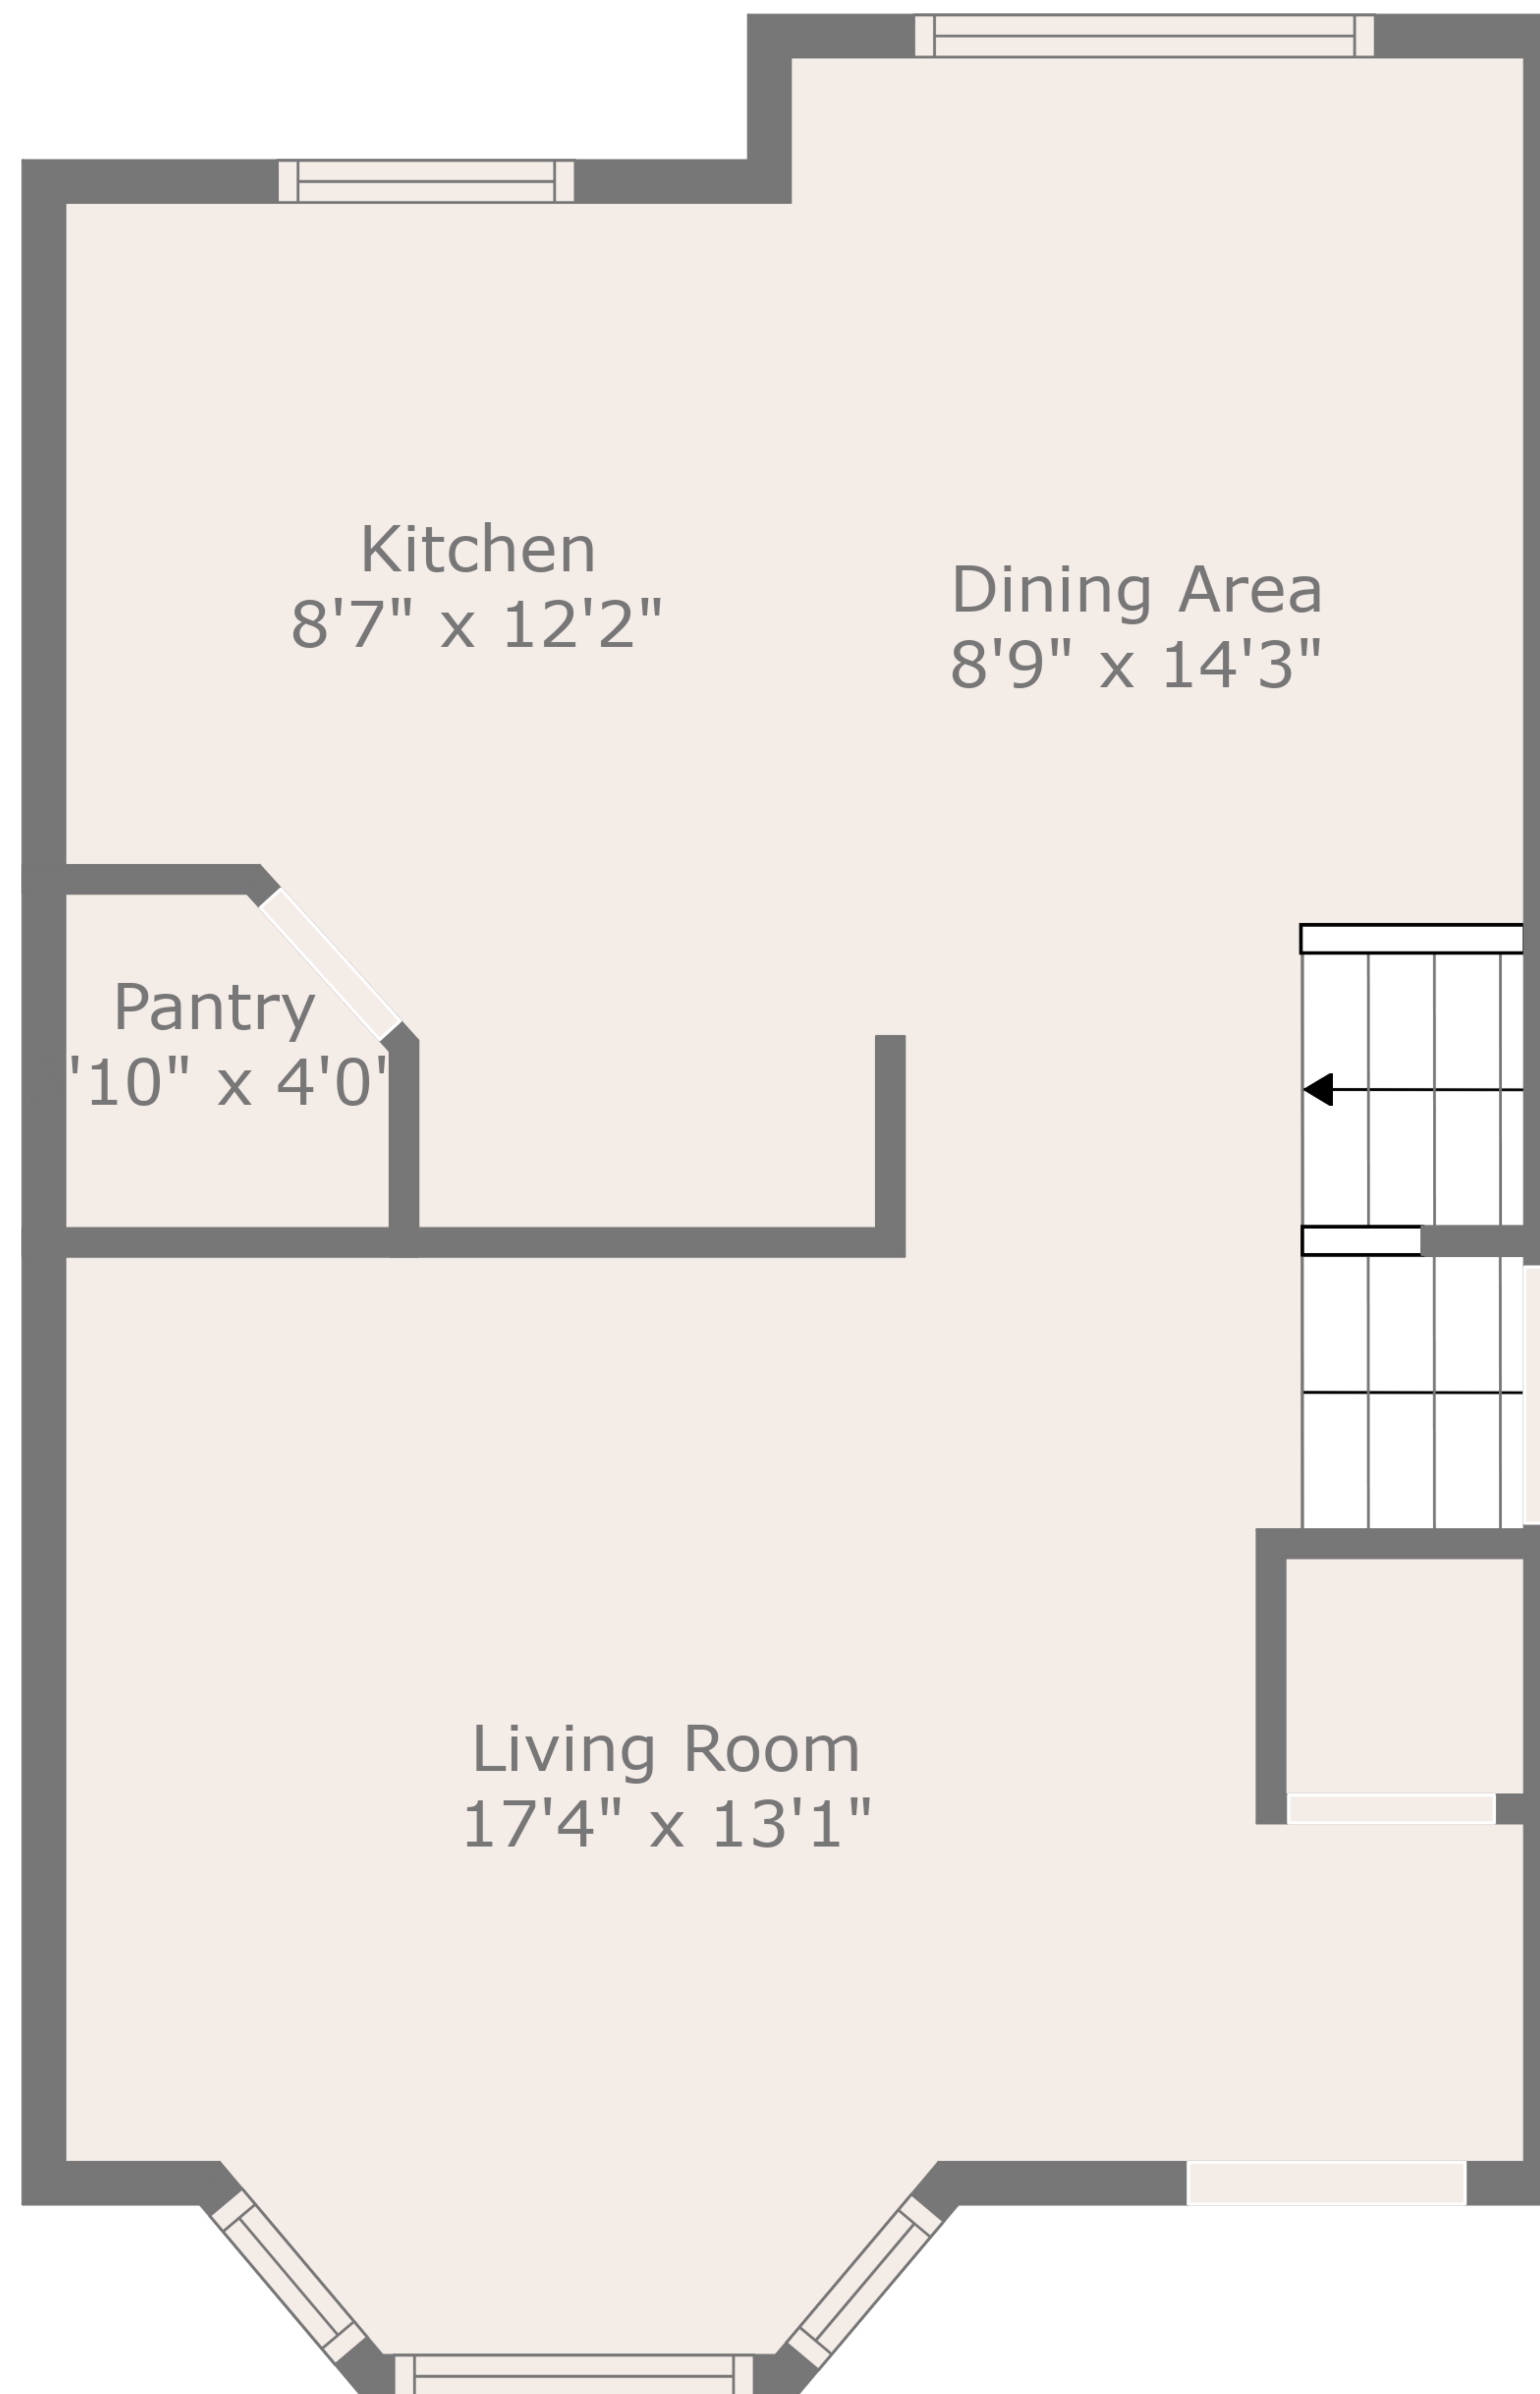 Kitchen
8'7" x 12'2"
Dining Area
8'9" x 14'3"
Pantry
'10" x 4'0'
Living Room
17'4" x 13'1"